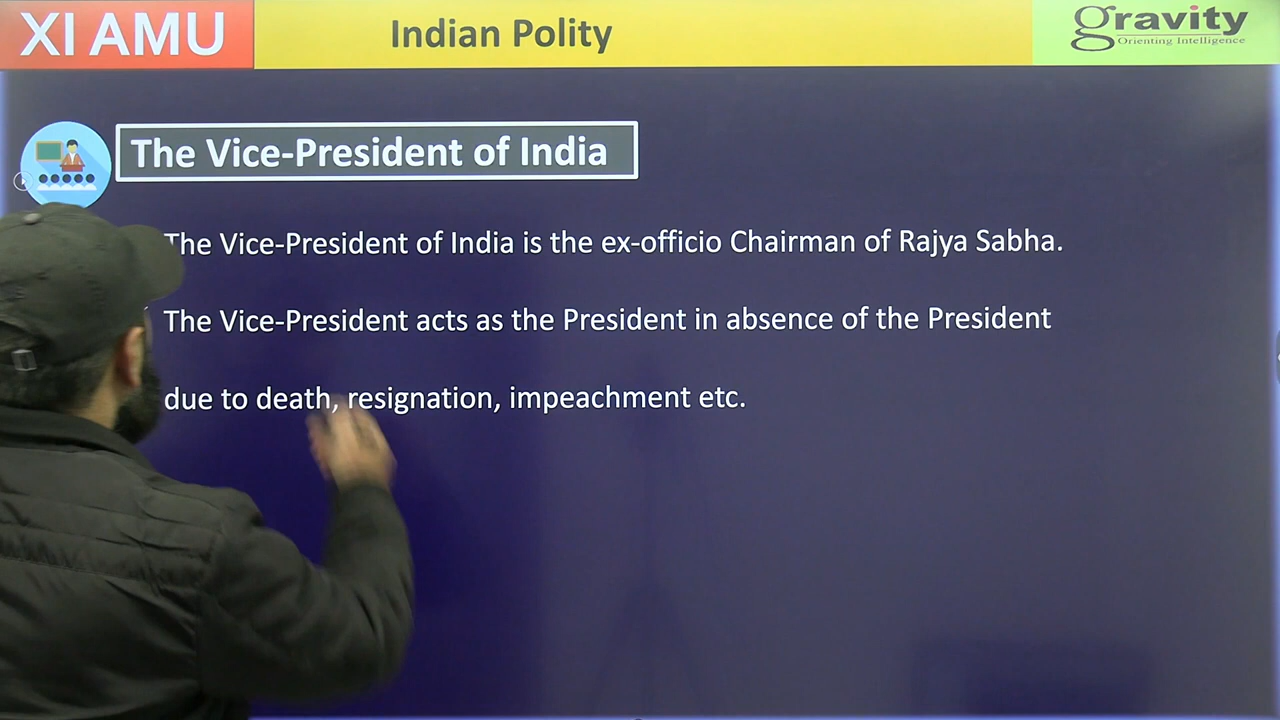 XI AMU
Indian Polity
gravity
Orienting Intelligence
The Vice-President of India
The Vice-President of India is the ex-officio Chairman of Rajya Sabha.
The Vice-President acts as the President in absence of the President
due to death, resignation, impeachment etc.